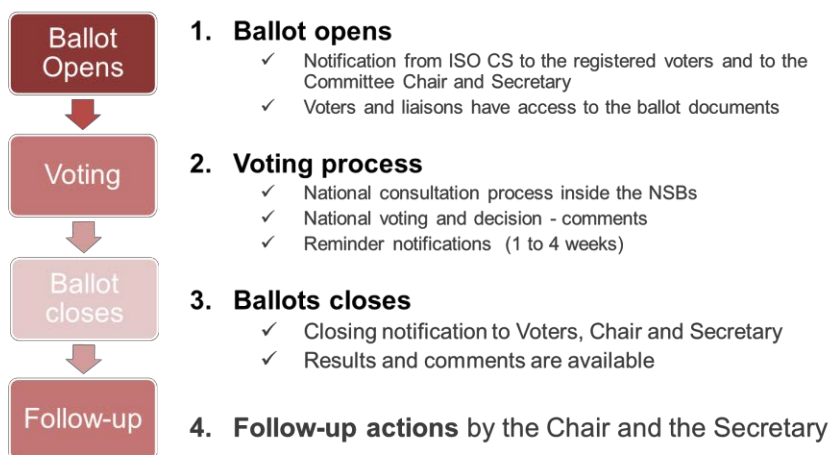 Ballot
Opens
Voting
Ballot
closes
Follow-up
1. Ballot opens
✓ Notification from ISO CS to the registered voters and to the
Committee Chair and Secretary
✓ Voters and liaisons have access to the ballot documents
2. Voting process
✓ National consultation process inside the NSBs
✓ National voting and decision - comments
✓ Reminder notifications (1 to 4 weeks)
3. Ballots closes
✓ Closing notification to Voters, Chair and Secretary
✓ Results and comments are available
4. Follow-up actions by the Chair and the Secretary